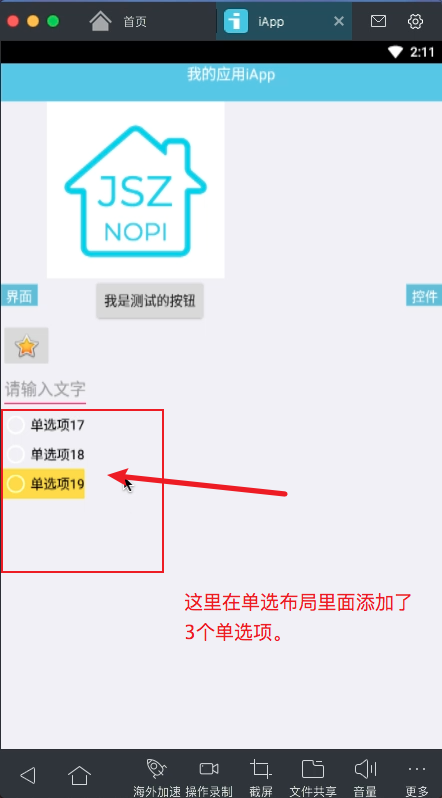 首页
iApp
2:11
我的应用iApp
JSZ
NOPI
界面
我是测试的按钮
控件
请输入文字
单选项17
单选项18
单选项19
这里在单选布局里面添加了
3个单选项。
海外加速 操作录制 截屏 文件共享 音量 更多